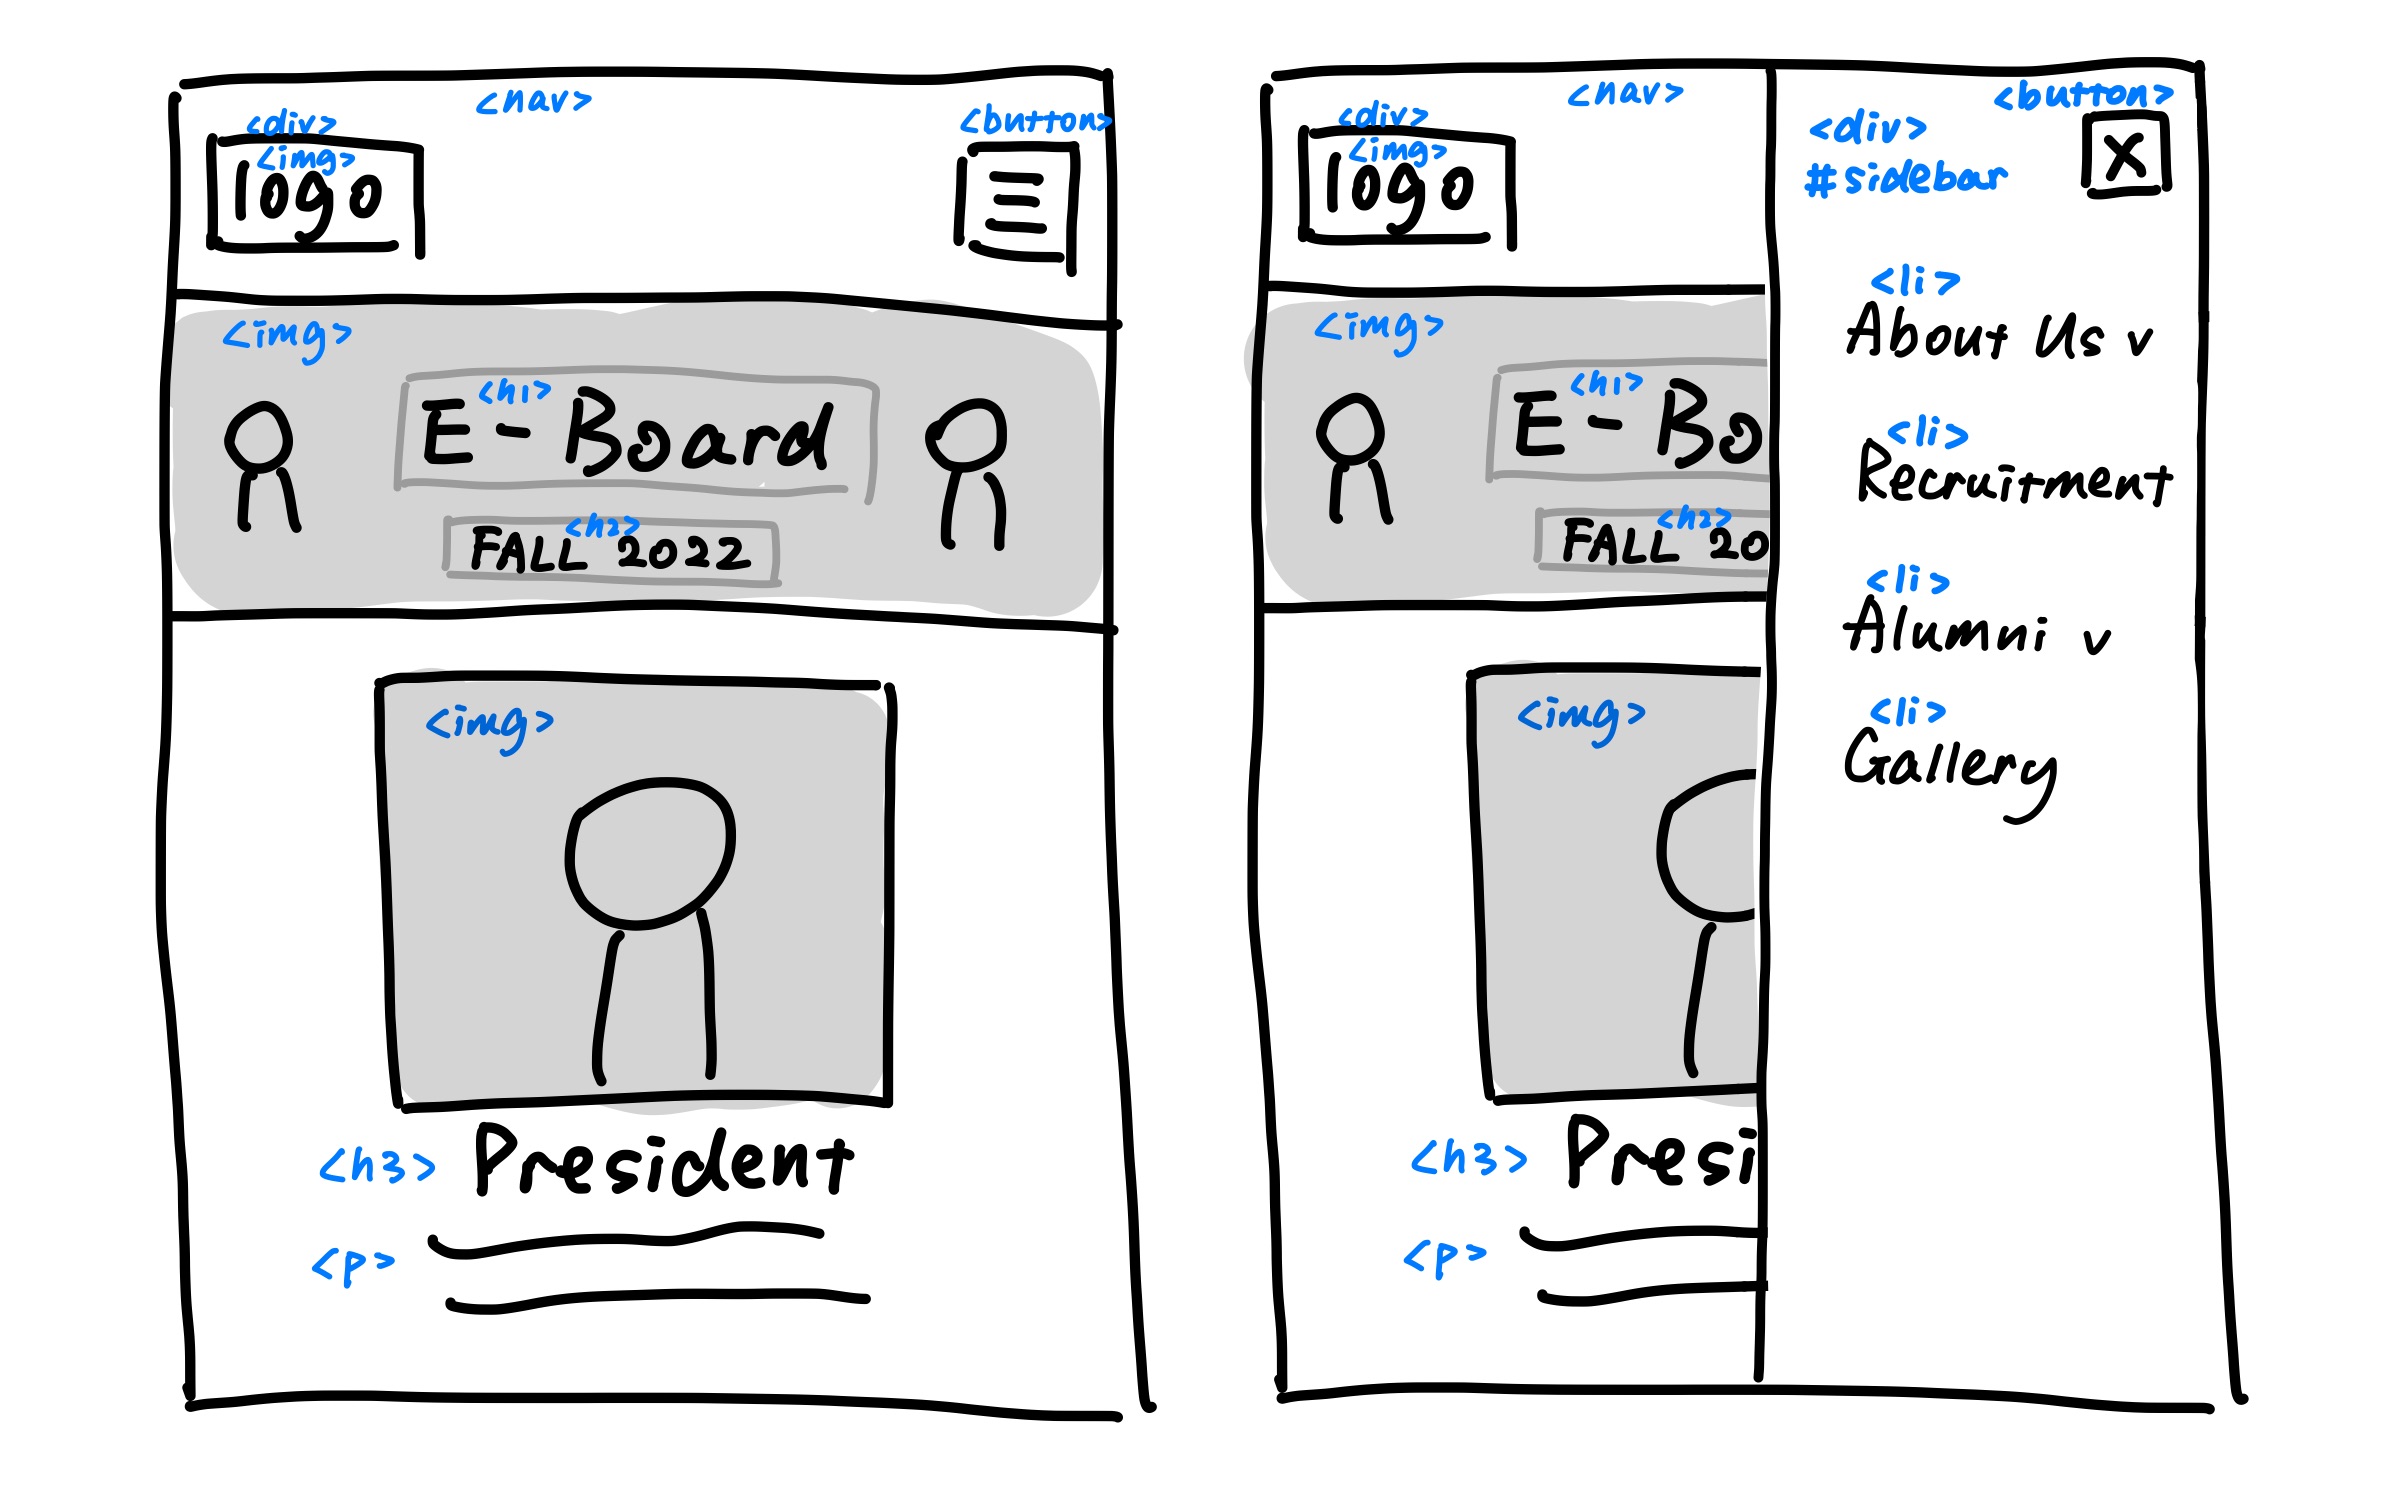 <nav>
<div>
<button>
<img>
logo
<img>
<h1>
E-Board
<h2>
FALL 2022
<img>
<h3> President
<p>
<nav>
<div>
<img>
logo
<img>
<h1>
E-Bo
<h2>
FALL 20
<img>
<h3> Presi
<p>
<button>
<div>
#sidebar
X
<li>
About Us v
<li>
Recruitment
<li>
Alumni v
<li>
Gallery